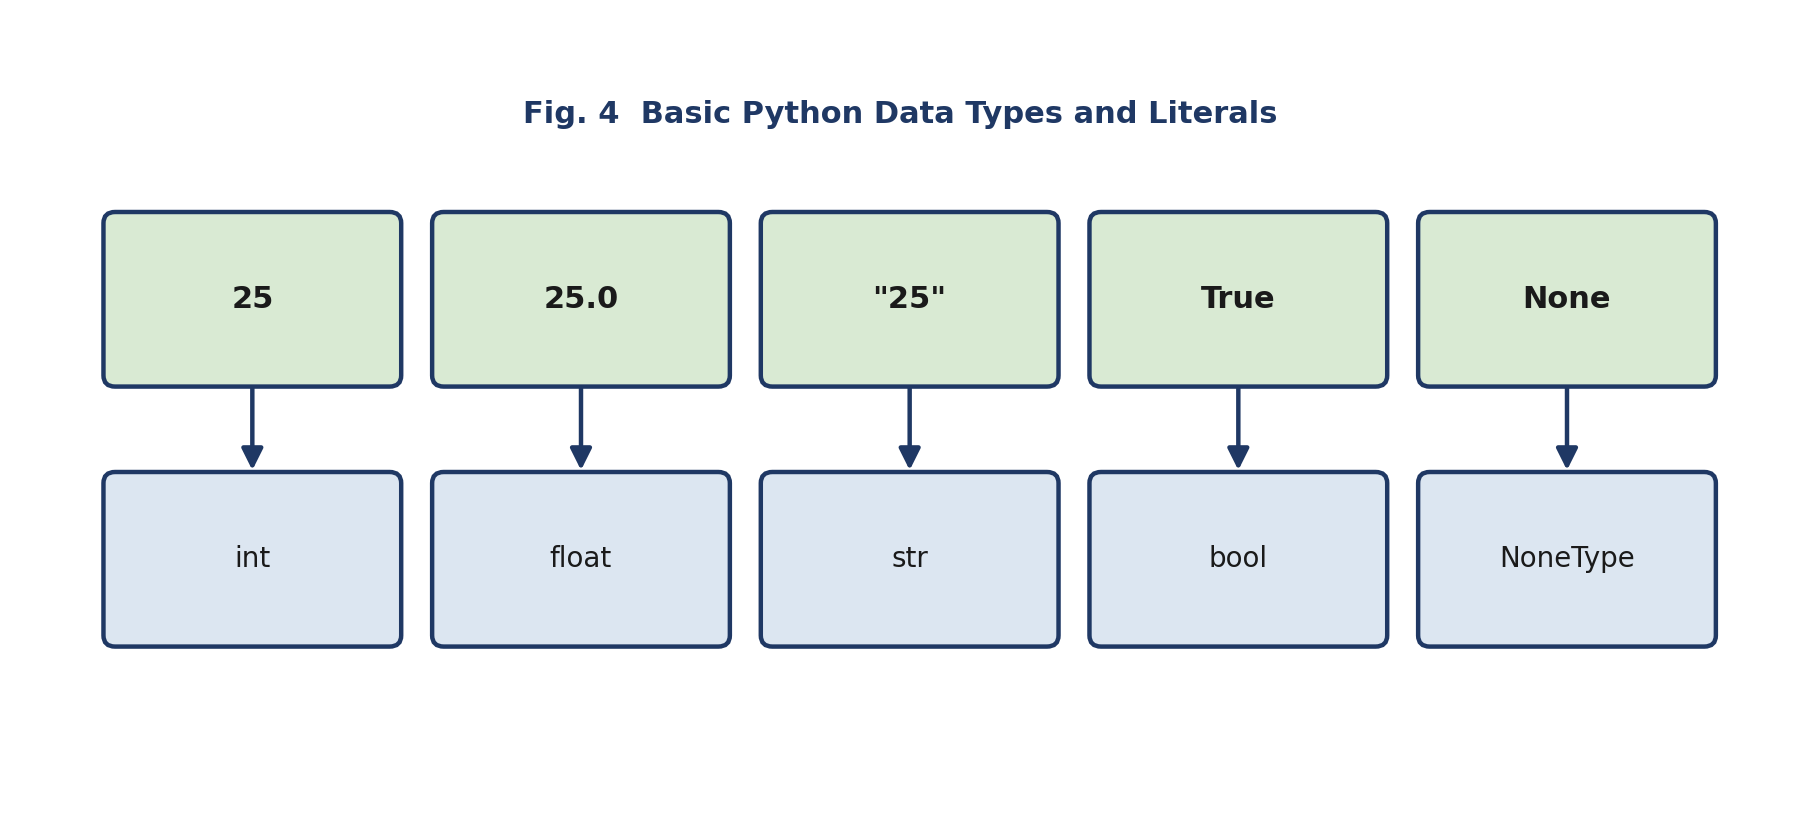 Fig. 4  Basic Python Data Types and Literals
25
25.0
"25"
True
None
int
float
str
bool
NoneType